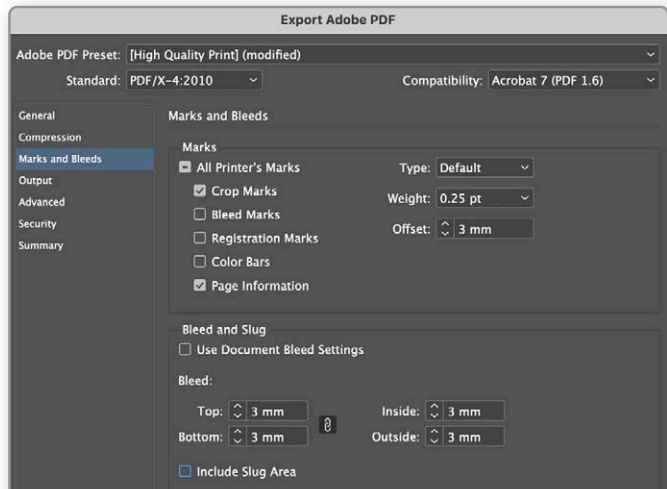 Export Adobe PDF
Adobe PDF Preset: [High Quality Print] (modified)
Standard: PDF/X-4:2010 Compatibility: Acrobat 7 (PDF 1.6)
General
Compression
Marks and Bleeds
Output
Advanced
Security
Summary
Marks and Bleeds
Marks
All Printer's Marks
Crop Marks
Bleed Marks
Registration Marks
Color Bars
Page Information
Type: Default
Weight: 0.25 pt
Offset: 3 mm
Bleed and Slug
Use Document Bleed Settings
Bleed:
Top: 3 mm Inside: 3 mm
Bottom: 3 mm Outside: 3 mm
Include Slug Area